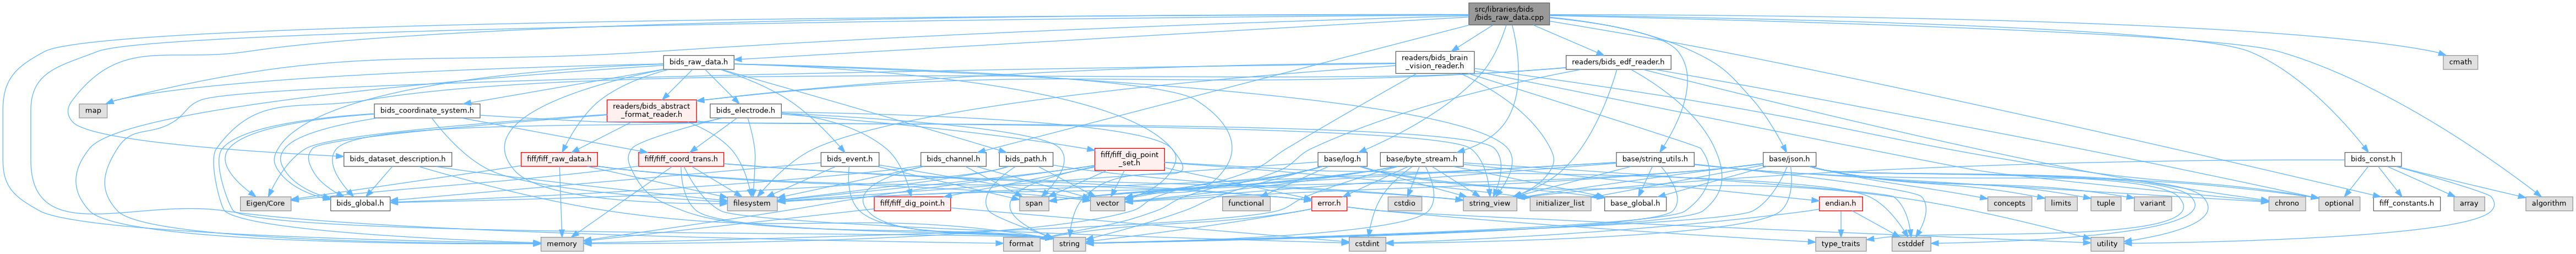 src/libraries/bids
/bids_raw_data.cpp
bids_raw_data.h
readers/bids_brain
_vision_reader.h
readers/bids_edf_reader.h
cmath
map
bids_coordinate_system.h
readers/bids_abstract
_format_reader.h
bids_electrode.h
bids_dataset_description.h
fiff/fiff_raw_data.h
fiff/fiff_coord_trans.h
bids_event.h
bids_channel.h
bids_path.h
fiff/fiff_dig_point
_set.h
base/log.h
base/byte_stream.h
base/string_utils.h
base/json.h
bids_const.h
Eigen/Core
bids_global.h
filesystem
fiff/fiff_dig_point.h
span
vector
functional
error.h
cstdio
string_view
initializer_list
base_global.h
endian.h
concepts
limits
tuple
variant
chrono
optional
fiff_constants.h
array
algorithm
memory
format
string
cstdint
type_traits
cstddef
utility